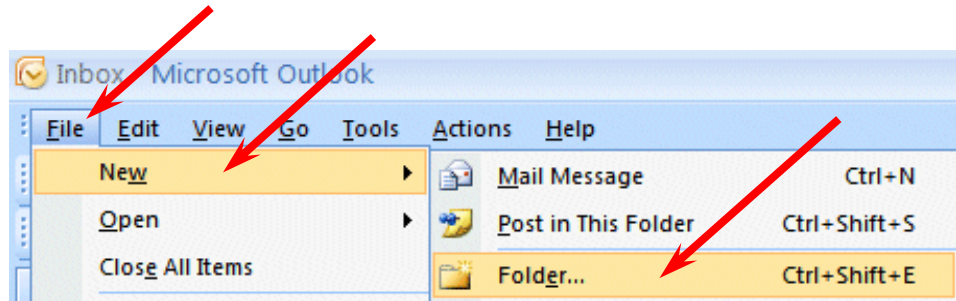 Inbox - Microsoft Outlook
File Edit View Go Tools Actions Help
New Mail Message Ctrl+N
Open Post in This Folder Ctrl+Shift+S
Close All Items Folder... Ctrl+Shift+E